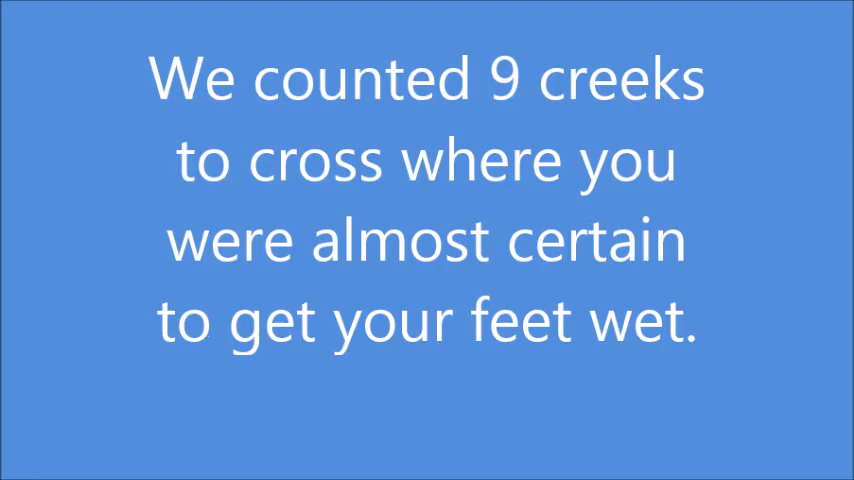 We counted 9 creeks
to cross where you
were almost certain
to get your feet wet.